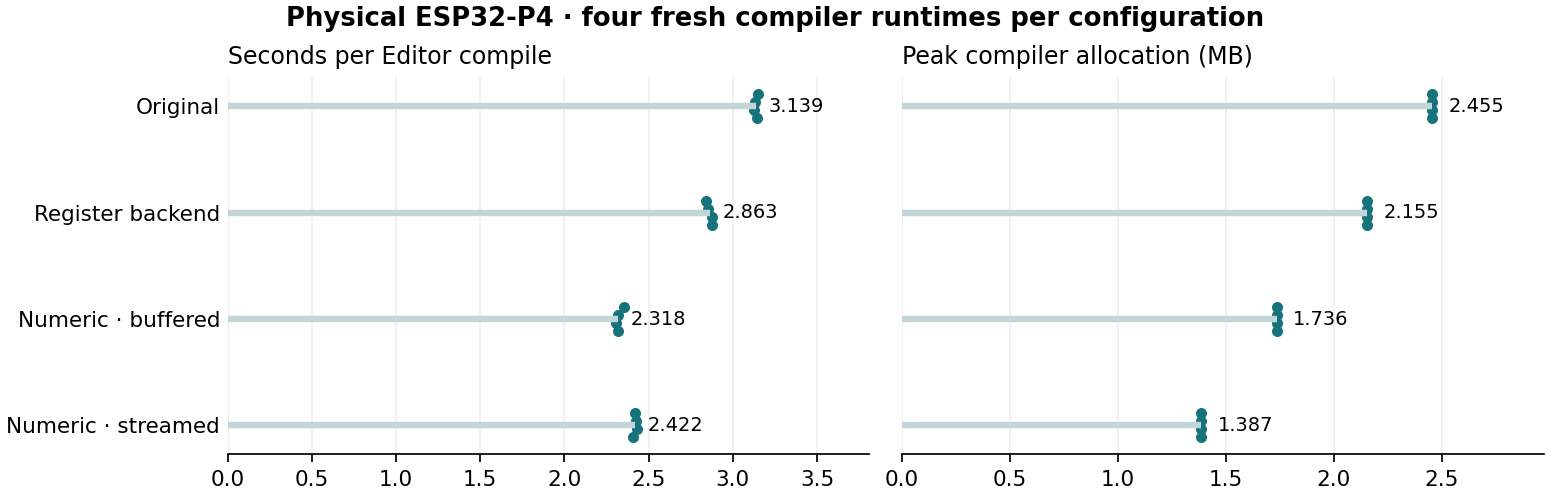 Physical ESP32-P4 · four fresh compiler runtimes per configuration
Seconds per Editor compile
Original
3.139
Register backend
2.863
Numeric · buffered
2.318
Numeric · streamed
2.422
0.0 0.5 1.0 1.5 2.0 2.5 3.0 3.5
Peak compiler allocation (MB)
2.455
2.155
1.736
1.387
0.0 0.5 1.0 1.5 2.0 2.5